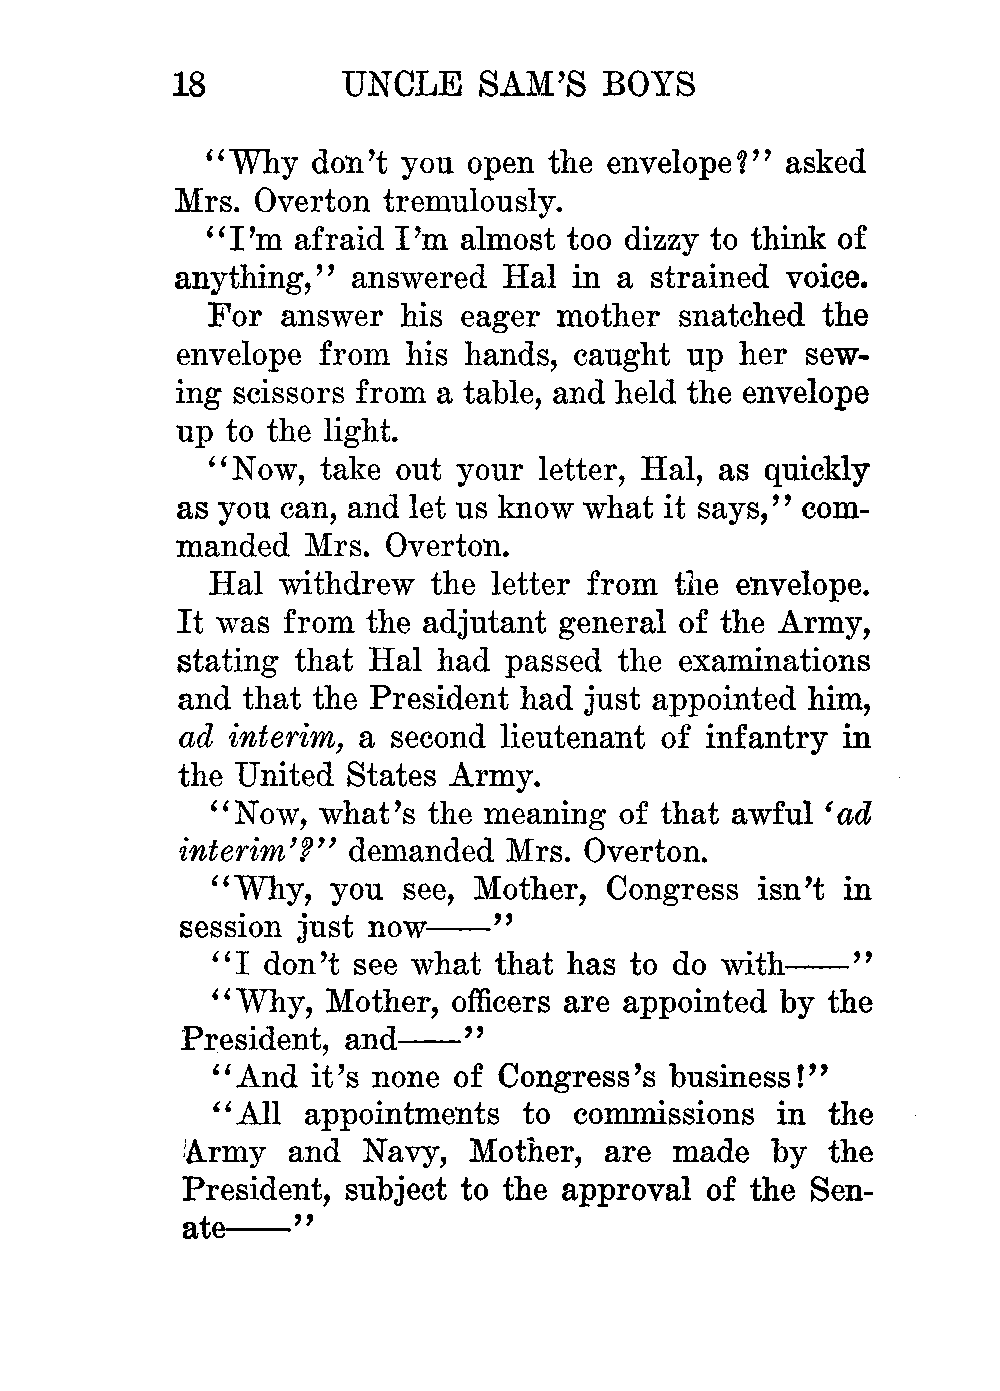 18 UNCLE SAM'S BOYS
"Why don't you open the envelope?" asked
Mrs. Overton tremulously.
"I'm afraid I'm almost too dizzy to think of
anything," answered Hal in a strained voice.
For answer his eager mother snatched the
envelope from his hands, caught up her sew-
ing scissors from a table, and held the envelope
up to the light.
"Now, take out your letter, Hal, as quickly
as you can, and let us know what it says," com-
manded Mrs. Overton.
Hal withdrew the letter from the envelope.
It was from the adjutant general of the Army,
stating that Hal had passed the examinations
and that the President had just appointed him,
ad interim, a second lieutenant of infantry in
the United States Army.
"Now, what's the meaning of that awful 'ad
interim'?" demanded Mrs. Overton.
"Why, you see, Mother, Congress isn't in
session just now——"
"I don't see what that has to do with——"
"Why, Mother, officers are appointed by the
President, and——"
"And it's none of Congress's business!"
"All appointments to commissions in the
Army and Navy, Mother, are made by the
President, subject to the approval of the Sen-
ate——"